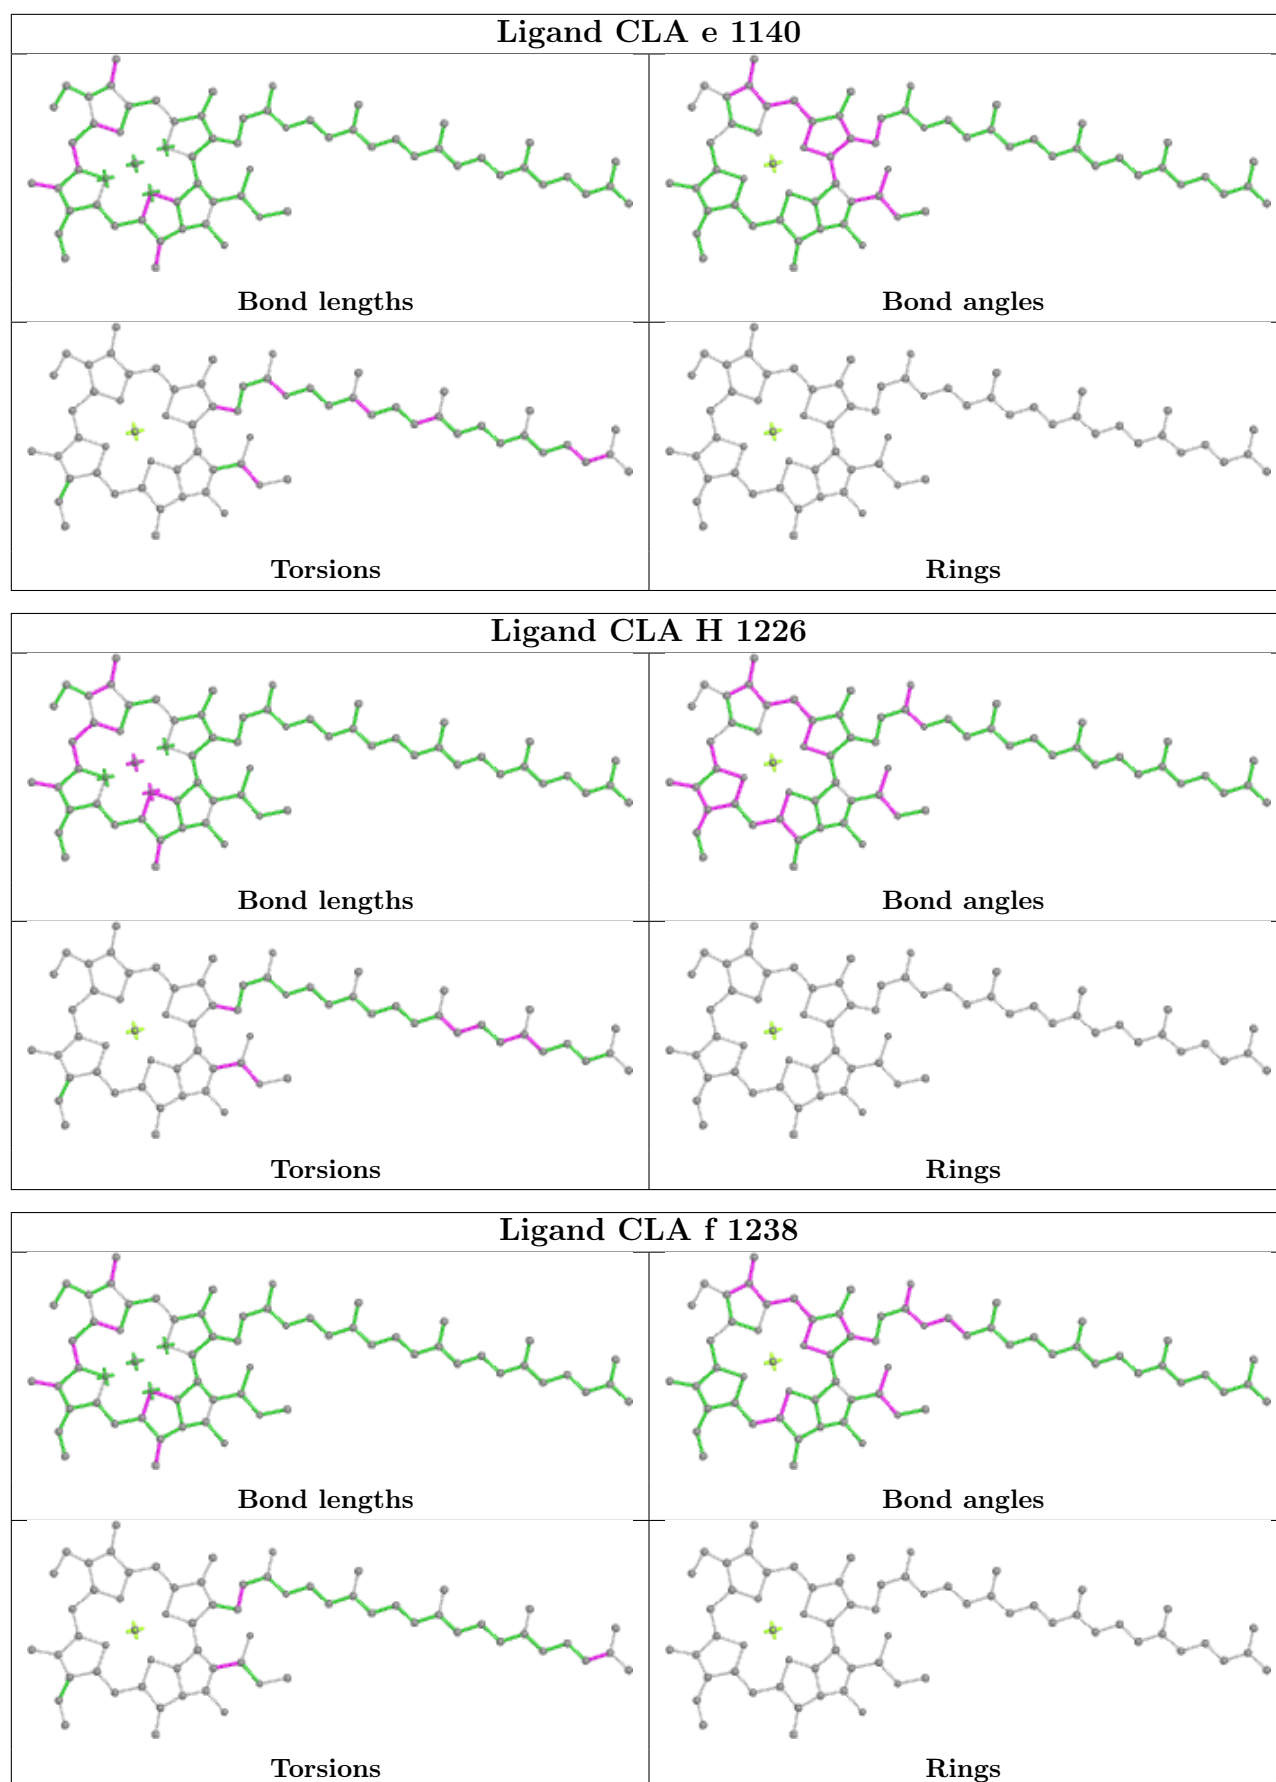 Ligand CLA e 1140
Bond lengths
Bond angles
Torsions
Rings
Ligand CLA H 1226
Bond lengths
Bond angles
Torsions
Rings
Ligand CLA f 1238
Bond lengths
Bond angles
Torsions
Rings